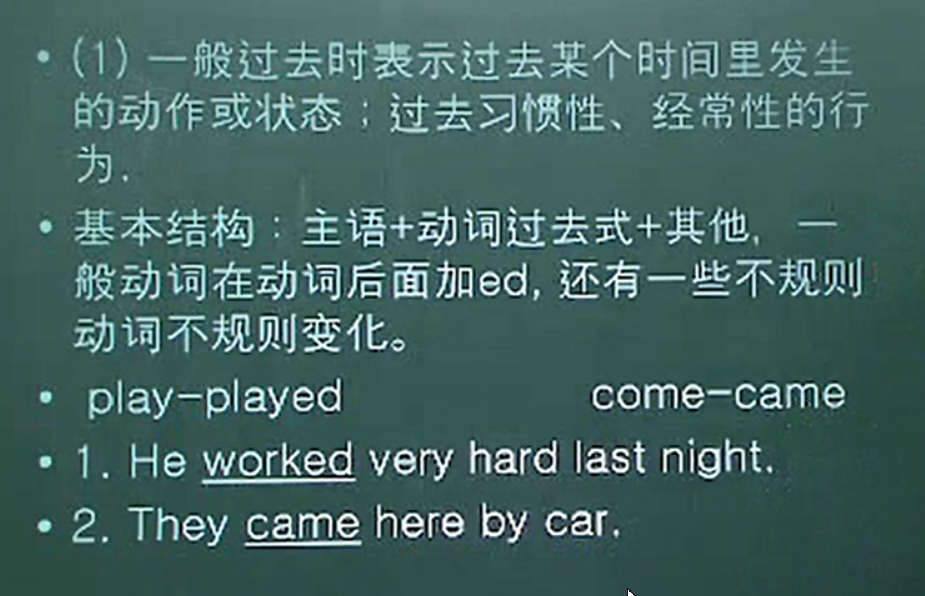 • (1) 一般过去时表示过去某个时间里发生
的动作或状态；过去习惯性、经常性的行
为.
• 基本结构：主语+动词过去式+其他, 一
般动词在动词后面加ed, 还有一些不规则
动词不规则变化。
• play-played come-came
• 1. He worked very hard last night.
• 2. They came here by car.